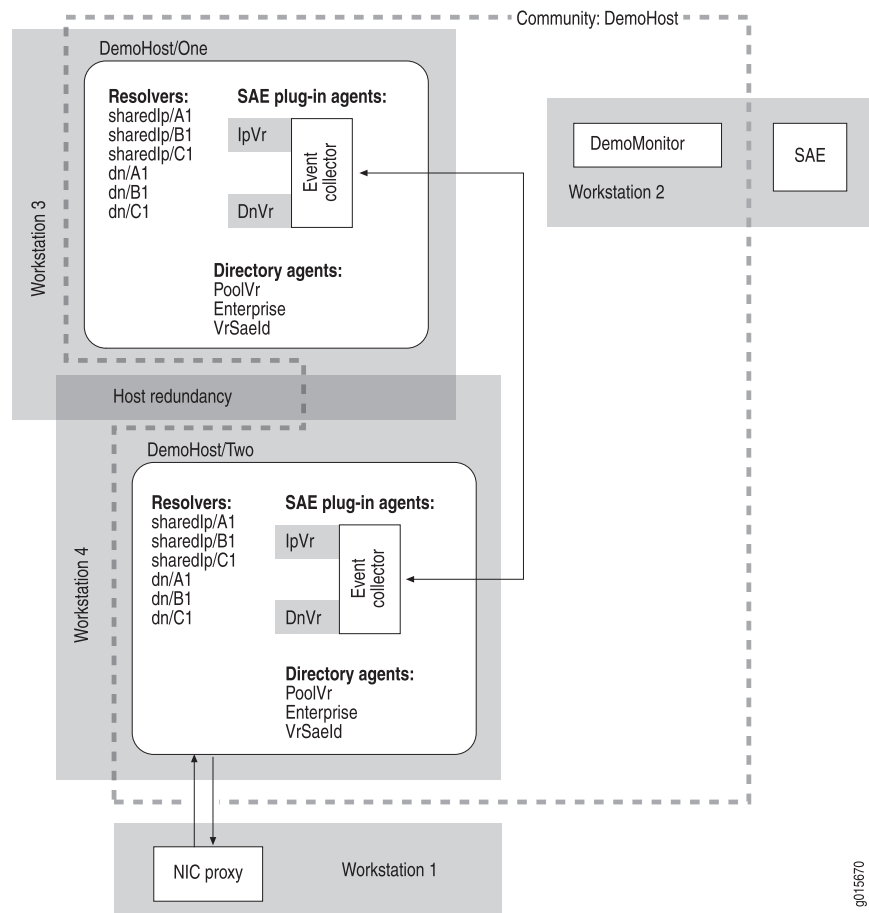 Community: DemoHost
DemoHost/One
Resolvers:
sharedIp/A1
sharedIp/B1
sharedIp/C1
dn/A1
dn/B1
dn/C1
SAE plug-in agents:
IpVr
DnVr
Event
collector
Directory agents:
PoolVr
Enterprise
VrSaeId
Workstation 3
DemoMonitor
Workstation 2
SAE
Host redundancy
DemoHost/Two
Resolvers:
sharedIp/A1
sharedIp/B1
sharedIp/C1
dn/A1
dn/B1
dn/C1
SAE plug-in agents:
IpVr
DnVr
Event
collector
Directory agents:
PoolVr
Enterprise
VrSaeId
Workstation 4
NIC proxy
Workstation 1
g015670